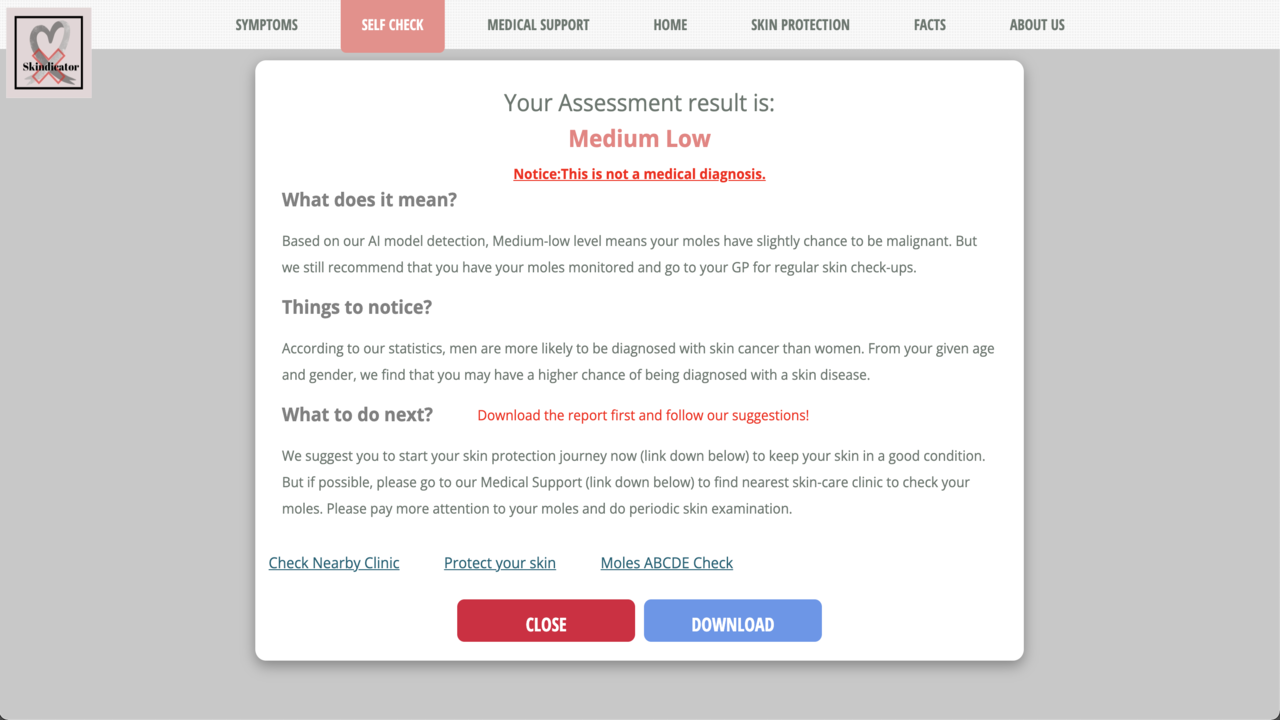 SYMPTOMS
SELF CHECK
MEDICAL SUPPORT
HOME
SKIN PROTECTION
FACTS
ABOUT US
Skindicator
Your Assessment result is:
Medium Low
Notice:This is not a medical diagnosis.
What does it mean?
Based on our AI model detection, Medium-low level means your moles have slightly chance to be malignant. But
we still recommend that you have your moles monitored and go to your GP for regular skin check-ups.
Things to notice?
According to our statistics, men are more likely to be diagnosed with skin cancer than women. From your given age
and gender, we find that you may have a higher chance of being diagnosed with a skin disease.
What to do next?
Download the report first and follow our suggestions!
We suggest you to start your skin protection journey now (link down below) to keep your skin in a good condition.
But if possible, please go to our Medical Support (link down below) to find nearest skin-care clinic to check your
moles. Please pay more attention to your moles and do periodic skin examination.
Check Nearby Clinic
Protect your skin
Moles ABCDE Check
CLOSE
DOWNLOAD